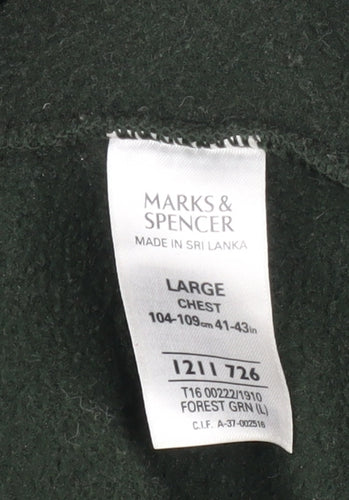 MARKS &
SPENCER
MADE IN SRI LANKA
LARGE
CHEST
104-109cm 41-43in
1211 726
T16 00222/1910
FOREST GRN (L)
C.I.F. A-37-002516